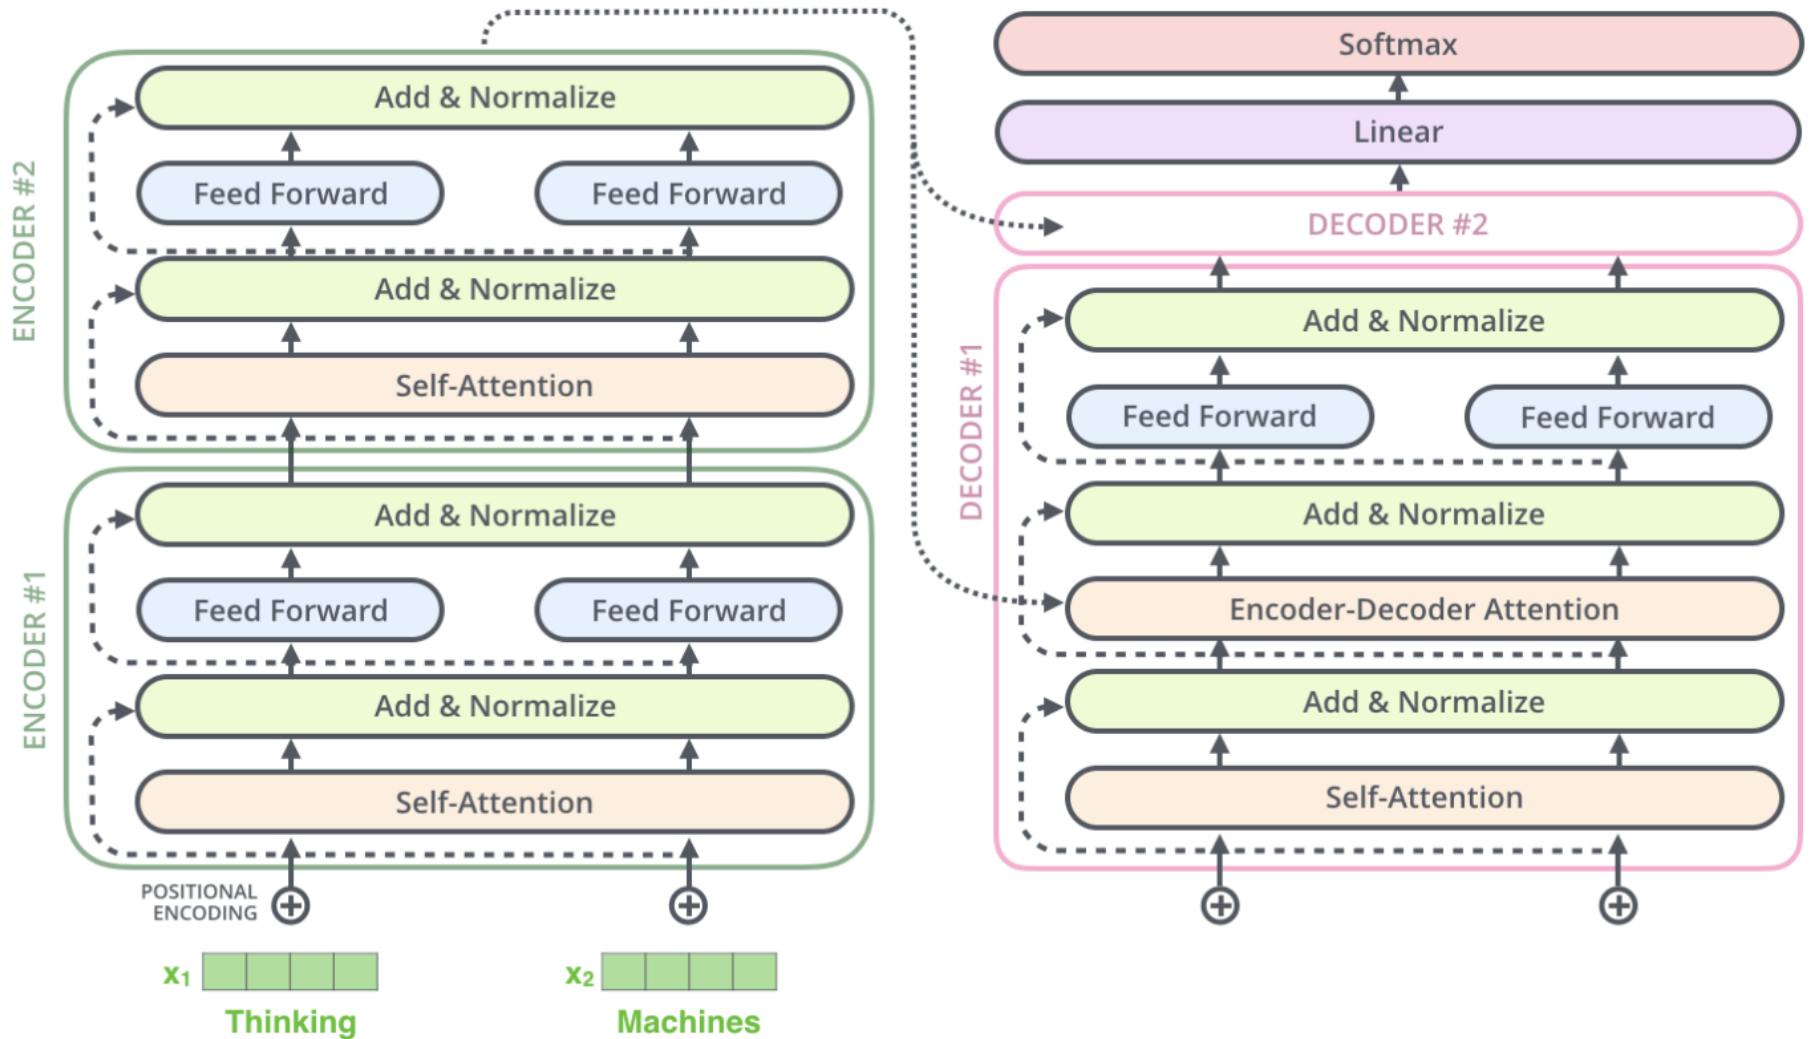 ENCODER #2
Add & Normalize
Feed Forward
Feed Forward
Add & Normalize
Self-Attention
ENCODER #1
Add & Normalize
Feed Forward
Feed Forward
Add & Normalize
Self-Attention
POSITIONAL
ENCODING
x₁
x₂
Thinking
Machines
Softmax
Linear
DECODER #2
DECODER #1
Add & Normalize
Feed Forward
Feed Forward
Add & Normalize
Encoder-Decoder Attention
Add & Normalize
Self-Attention